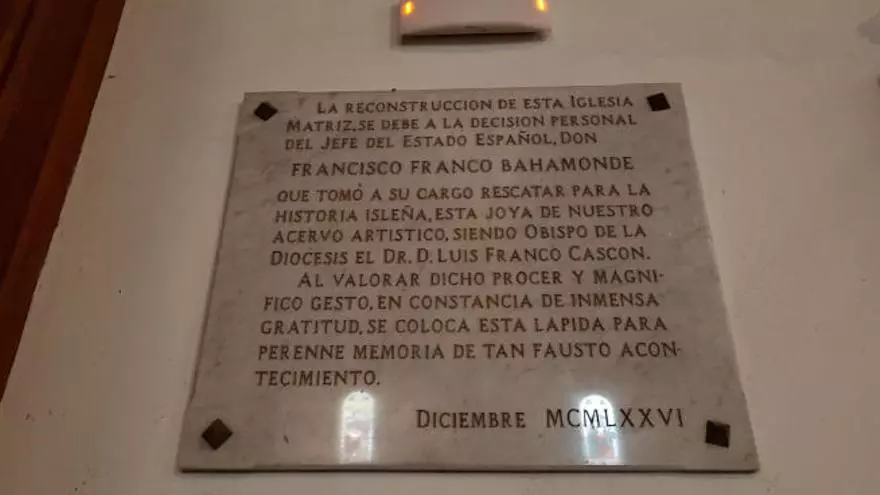 LA RECONSTRUCCION DE ESTA IGLESIA
MATRIZ, SE DEBE A LA DECISION PERSONAL
DEL JEFE DEL ESTADO ESPAÑOL, DON
FRANCISCO FRANCO BAHAMONDE
QUE TOMÓ A SU CARGO RESCATAR PARA LA
HISTORIA ISLEÑA, ESTA JOYA DE NUESTRO
ACERVO ARTISTICO, SIENDO OBISPO DE LA
DIOCESIS EL DR. D. LUIS FRANCO CASCON.
AL VALORAR DICHO PROCER Y MAGNI-
FICO GESTO, EN CONSTANCIA DE INMENSA
GRATITUD, SE COLOCA ESTA LAPIDA PARA
PERENNE MEMORIA DE TAN FAUSTO ACON-
TECIMIENTO.
DICIEMBRE MCMLXXVI